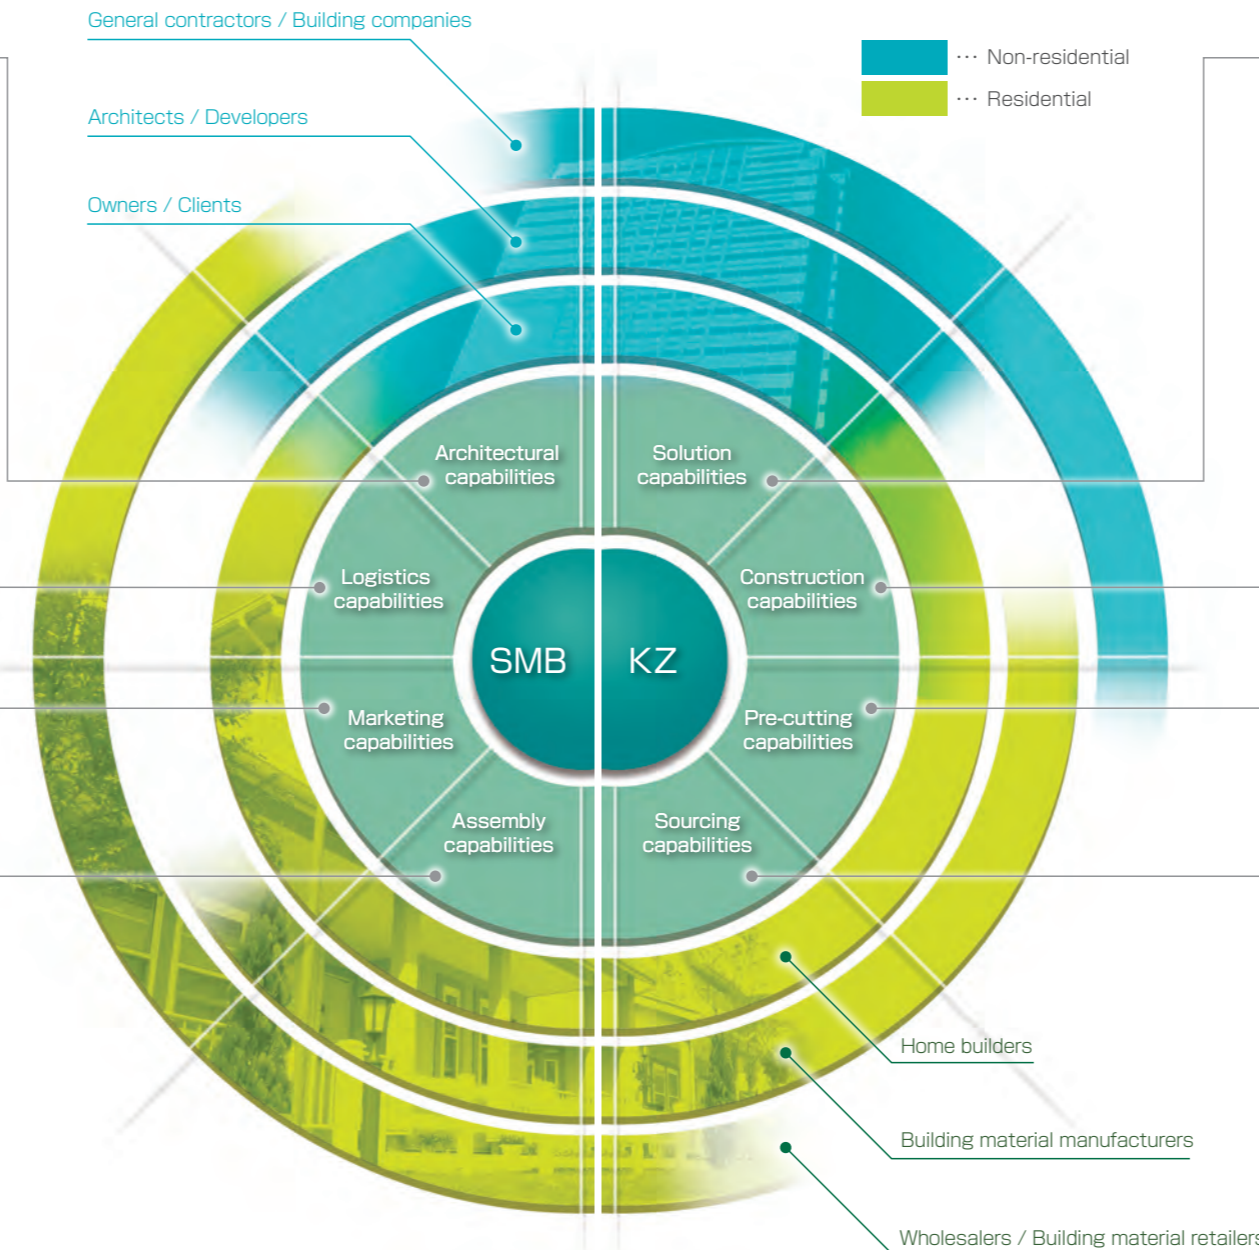 General contractors / Building companies
Architects / Developers
Owners / Clients
… Non-residential
… Residential
Architectural
capabilities
Solution
capabilities
Logistics
capabilities
Construction
capabilities
SMB
KZ
Marketing
capabilities
Pre-cutting
capabilities
Assembly
capabilities
Sourcing
capabilities
Home builders
Building material manufacturers
Wholesalers / Building material retailers